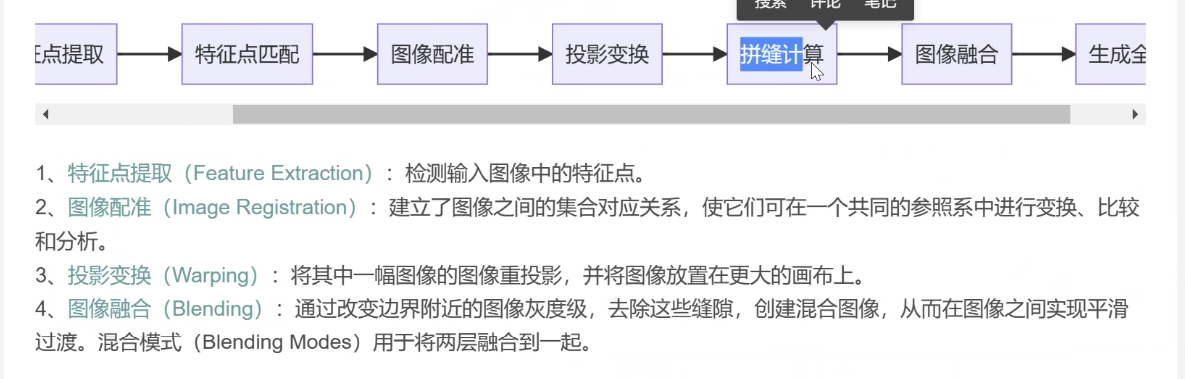 搜索 评论 笔记
征点提取 特征点匹配 图像配准 投影变换 拼缝计算 图像融合 生成全
1、特征点提取（Feature Extraction）：检测输入图像中的特征点。
2、图像配准（Image Registration）：建立了图像之间的集合对应关系，使它们可在一个共同的参照系中进行变换、比较
和分析。
3、投影变换（Warping）：将其中一幅图像的图像重投影，并将图像放置在更大的画布上。
4、图像融合（Blending）：通过改变边界附近的图像灰度级，去除这些缝隙，创建混合图像，从而在图像之间实现平滑
过渡。混合模式（Blending Modes）用于将两层融合到一起。